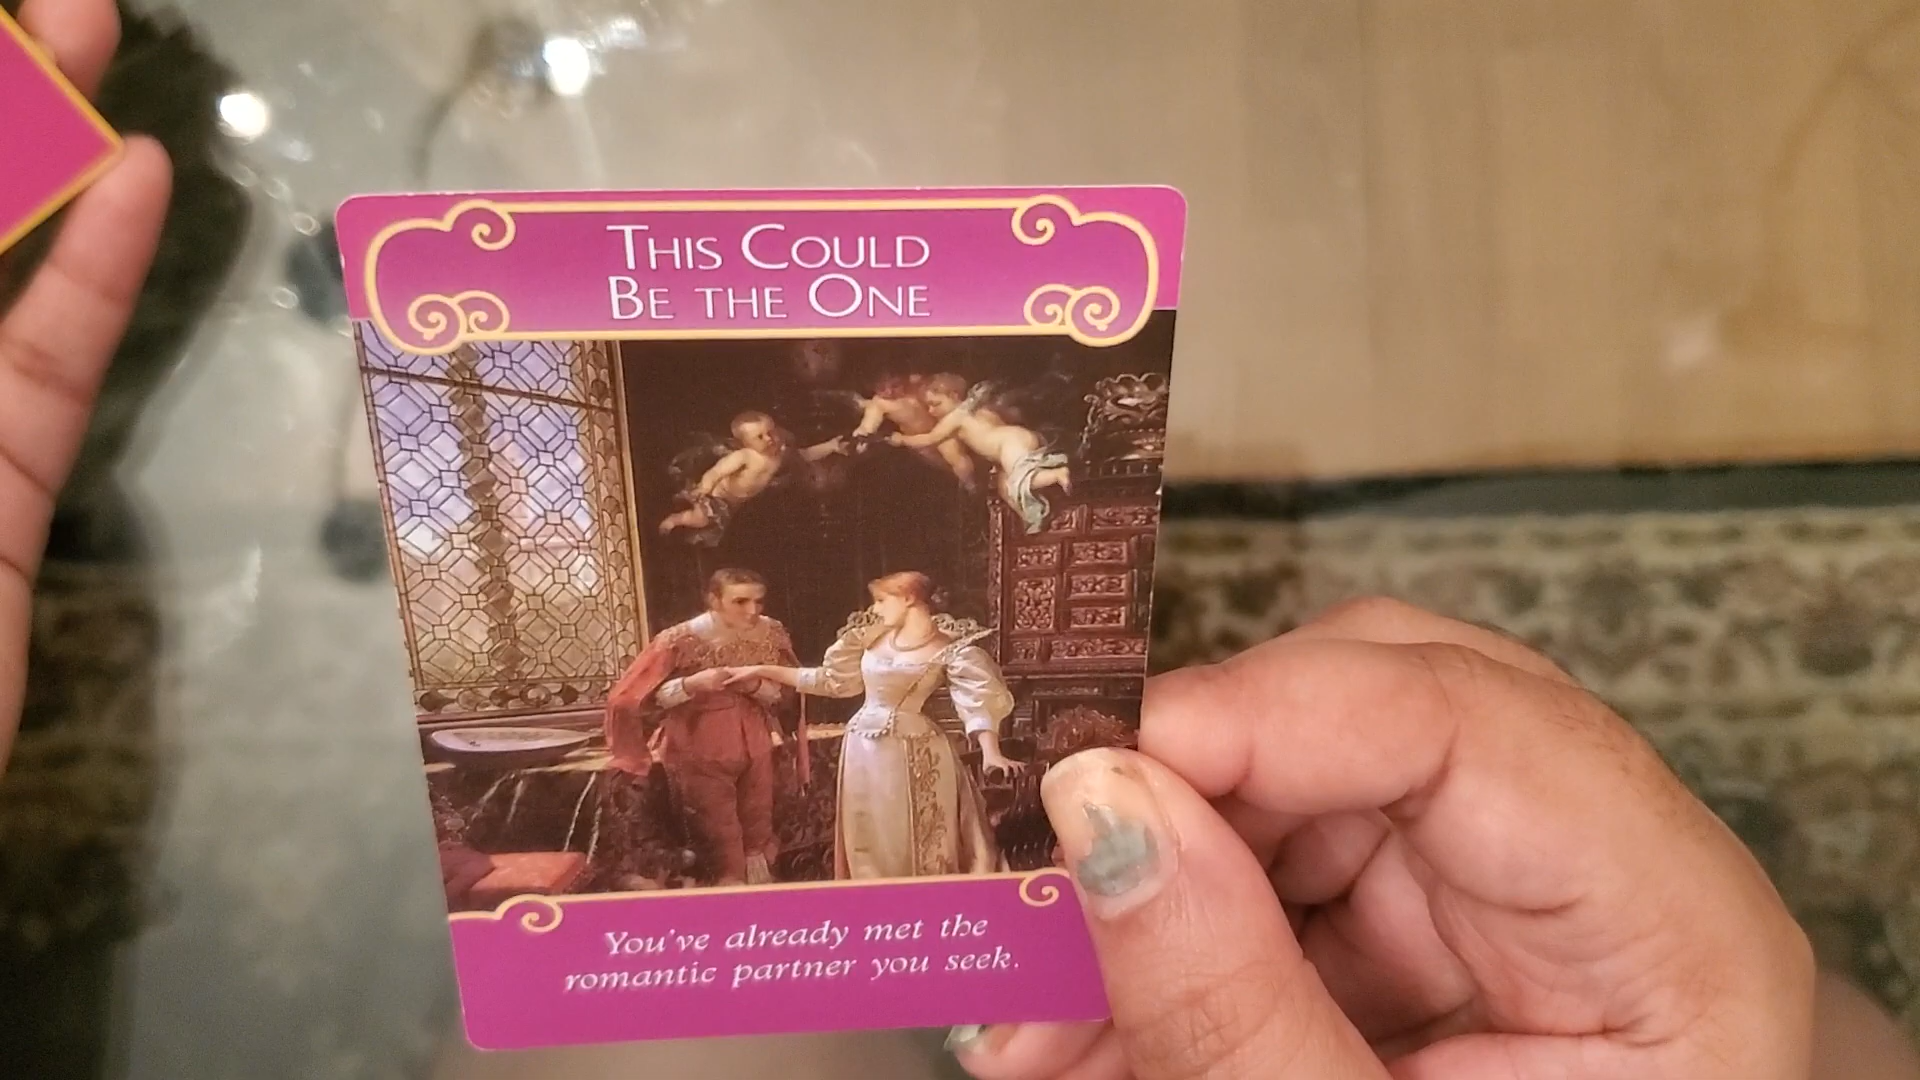 THIS COULD
BE THE ONE
You've already met the
romantic partner you seek.